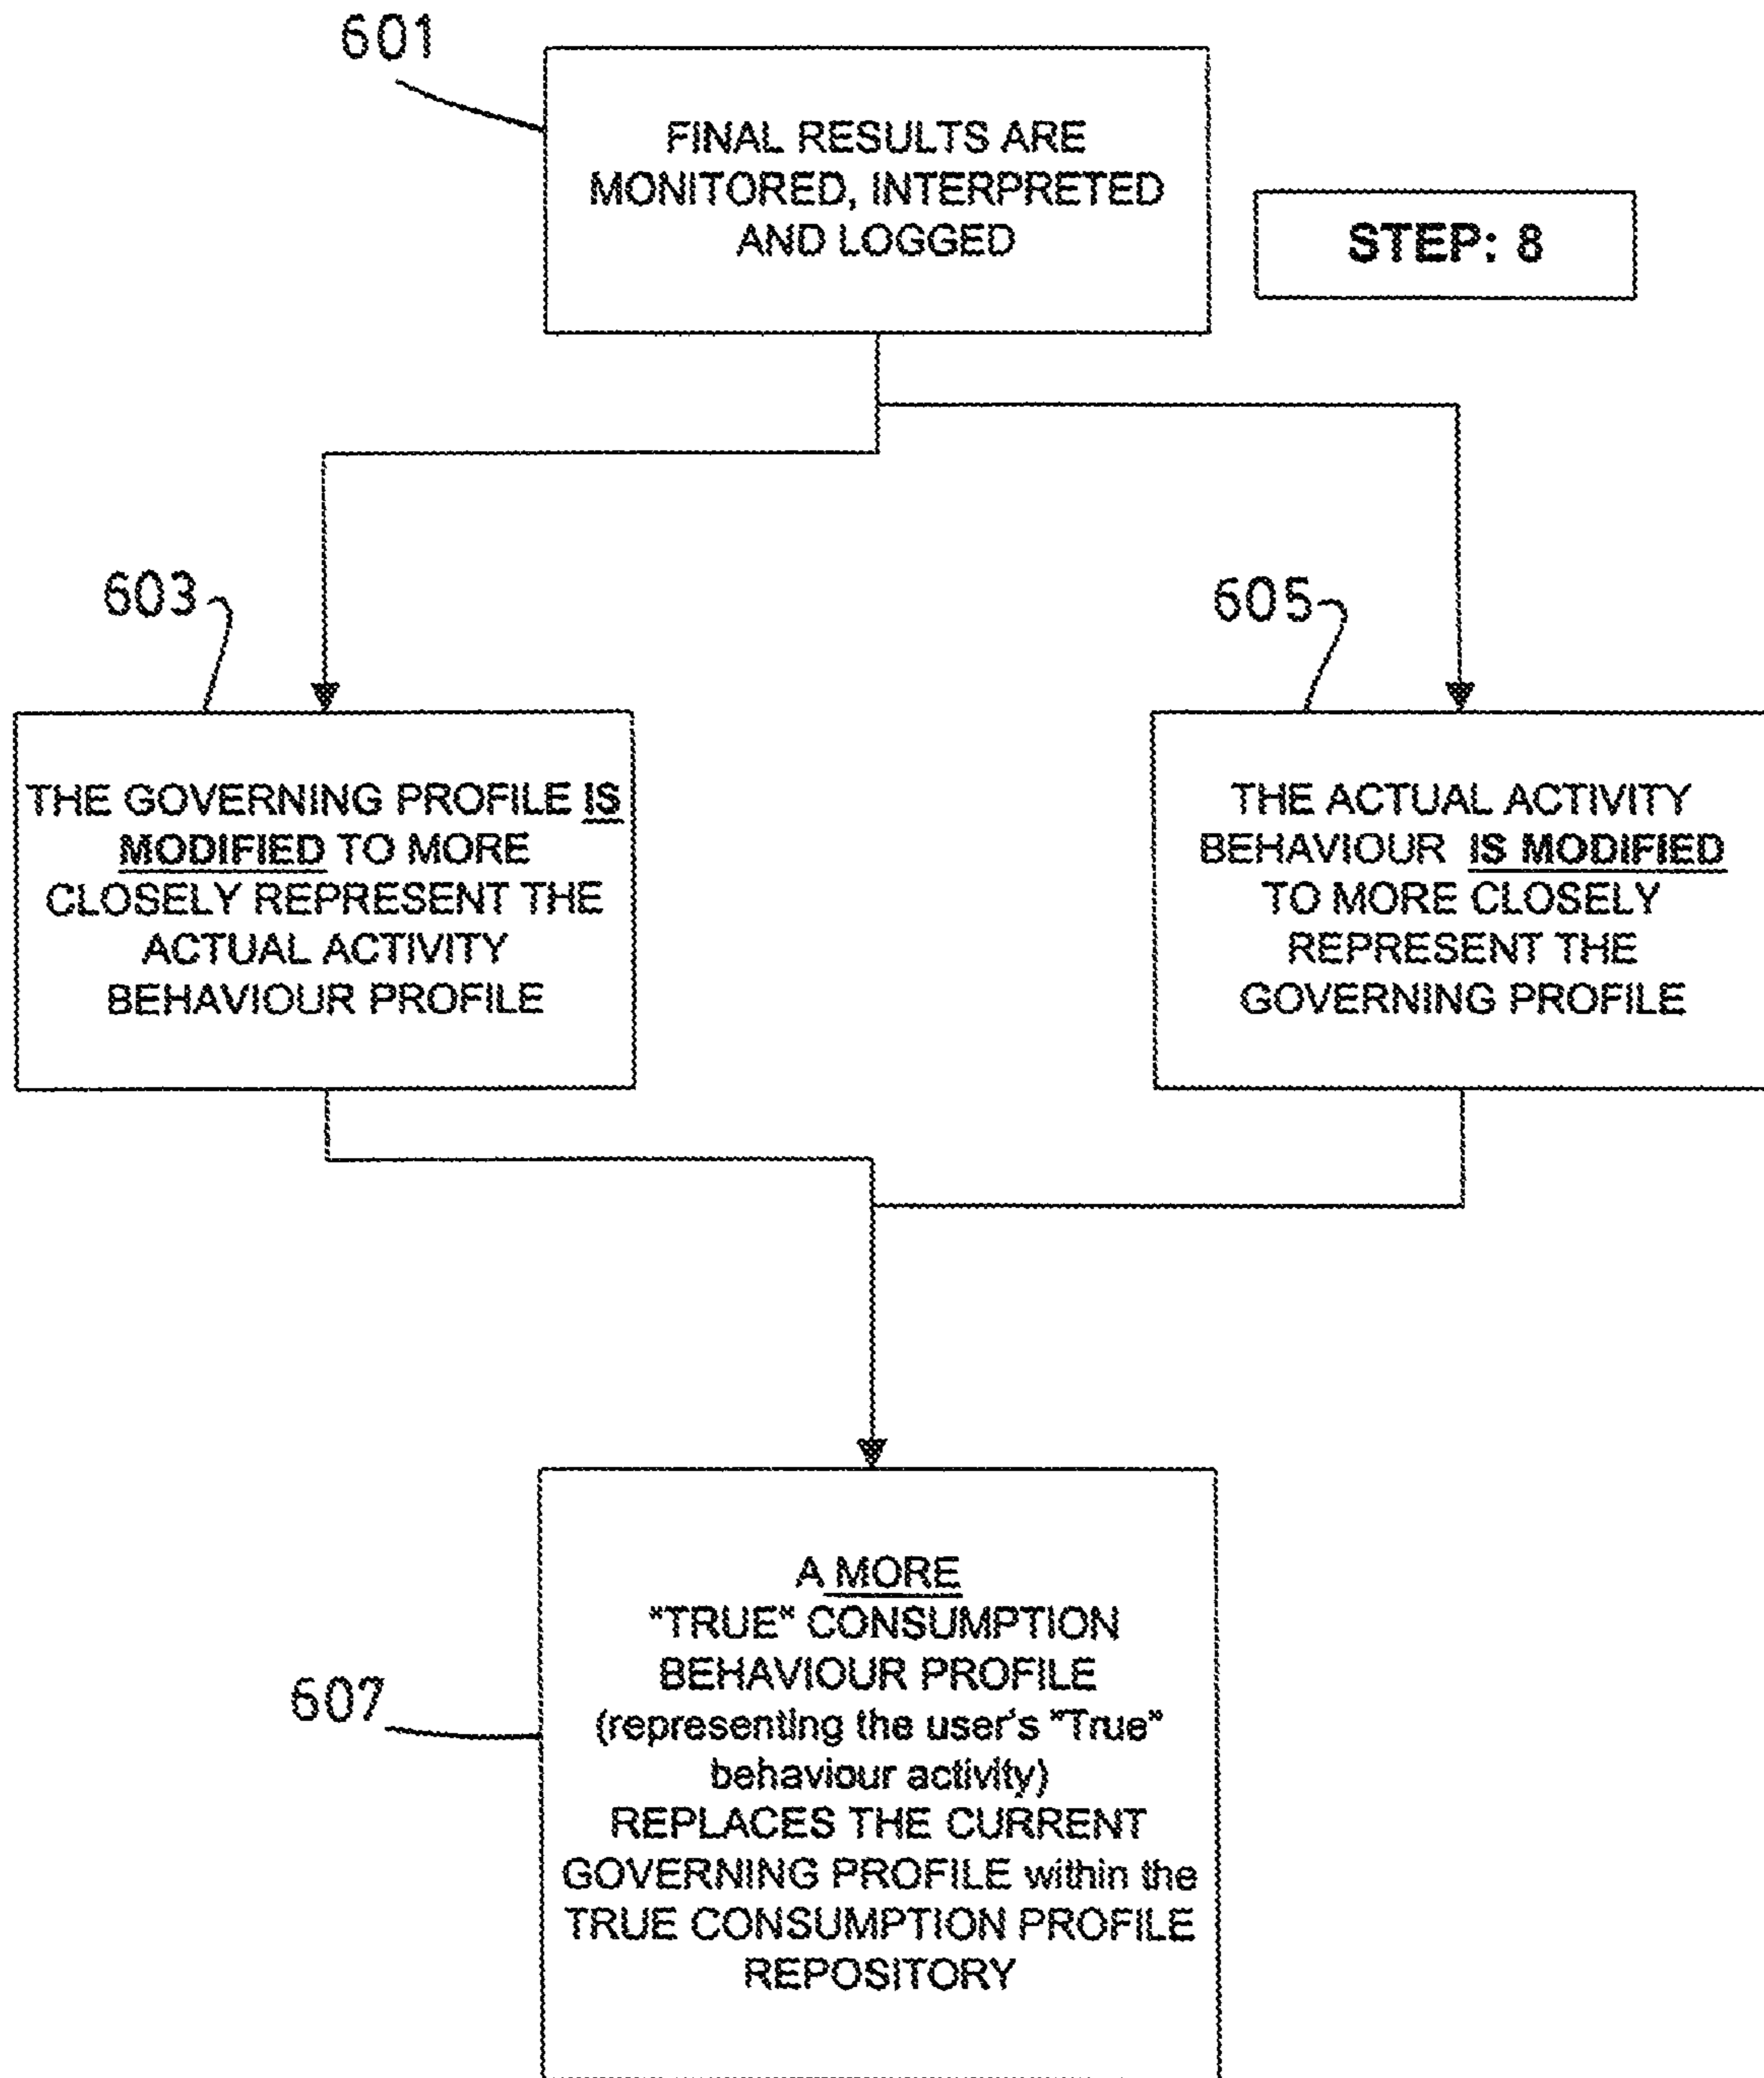 601
FINAL RESULTS ARE
MONITORED, INTERPRETED
AND LOGGED
STEP: 8
603
THE GOVERNING PROFILE IS
MODIFIED TO MORE
CLOSELY REPRESENT THE
ACTUAL ACTIVITY
BEHAVIOUR PROFILE
605
THE ACTUAL ACTIVITY
BEHAVIOUR IS MODIFIED
TO MORE CLOSELY
REPRESENT THE
GOVERNING PROFILE
607
A MORE
"TRUE" CONSUMPTION
BEHAVIOUR PROFILE
(representing the user's "True"
behaviour activity)
REPLACES THE CURRENT
GOVERNING PROFILE within the
TRUE CONSUMPTION PROFILE
REPOSITORY